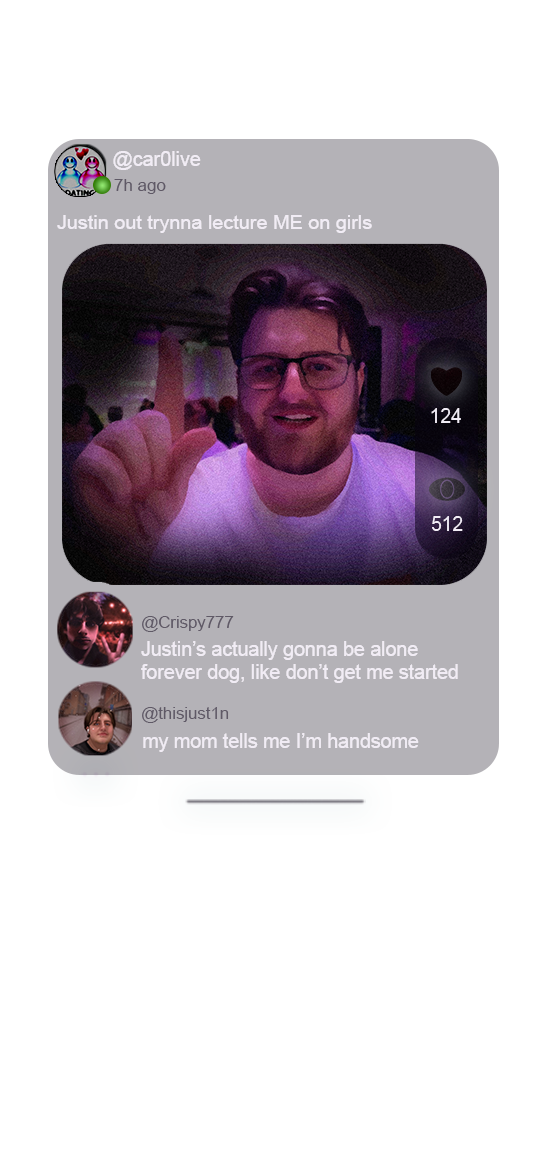 @car0live
7h ago
DATING
Justin out trynna lecture ME on girls
124
512
@Crispy777
Justin’s actually gonna be alone
forever dog, like don’t get me started
@thisjust1n
my mom tells me I’m handsome